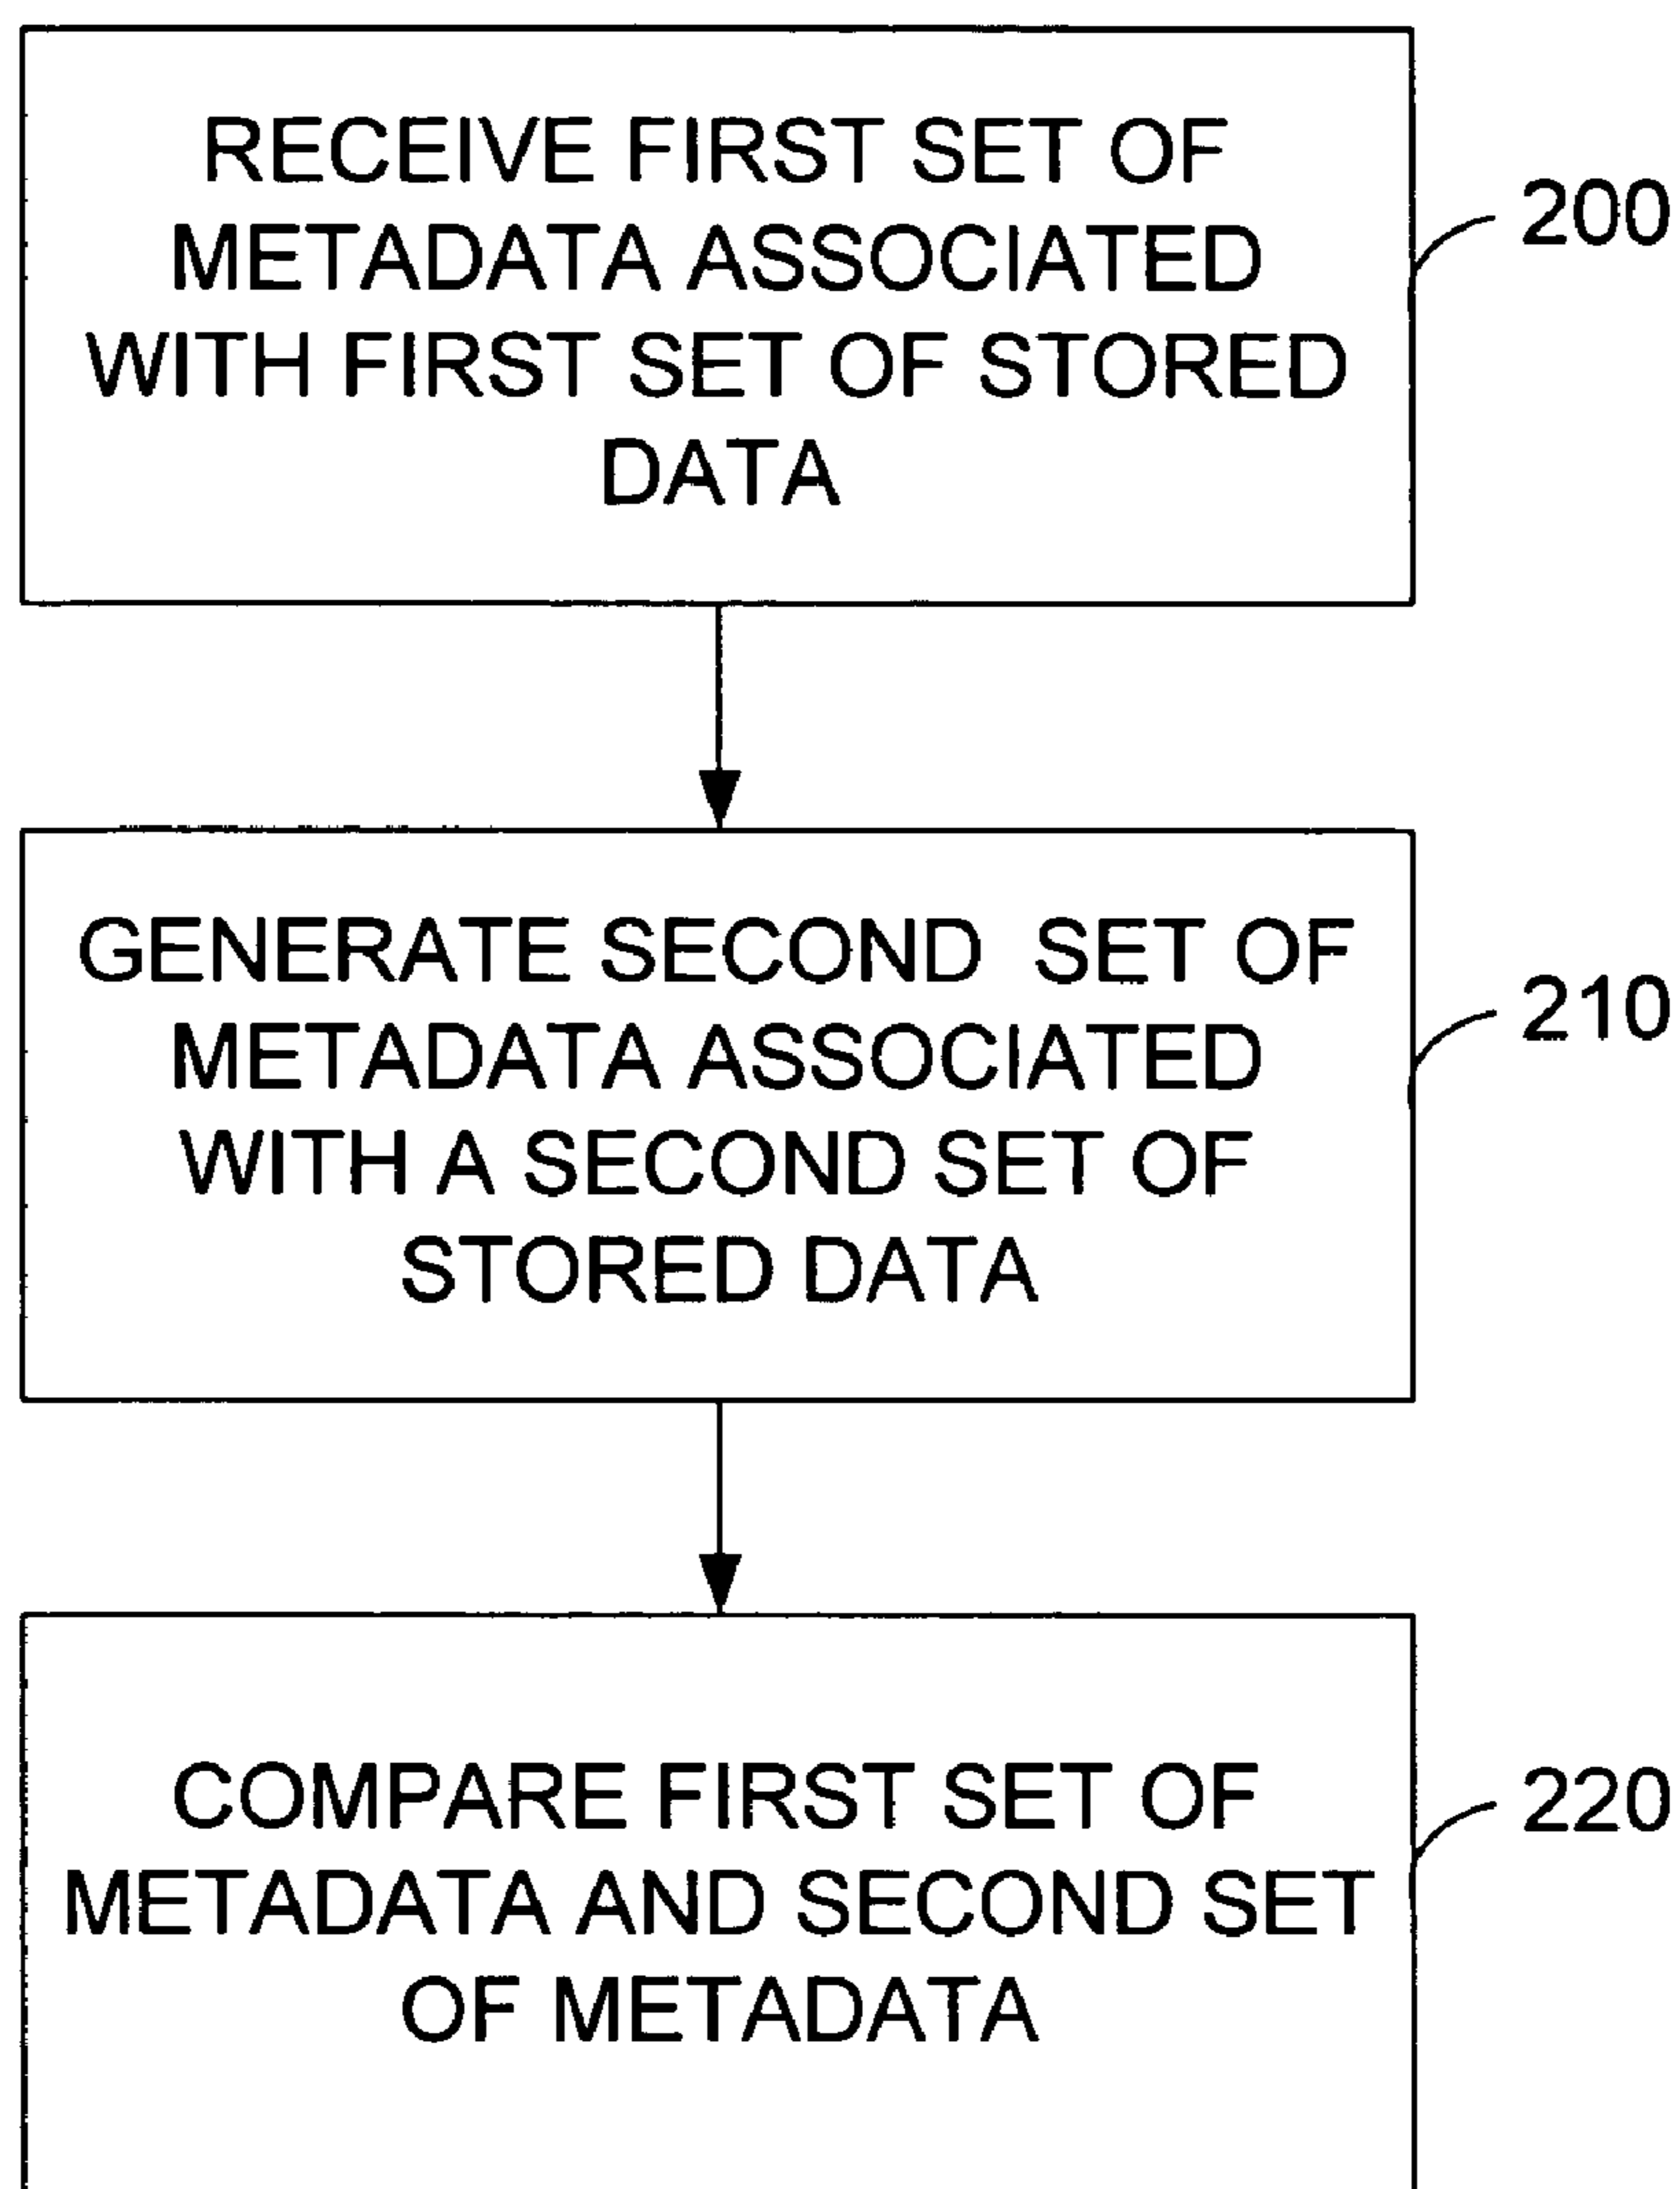 RECEIVE FIRST SET OF
METADATA ASSOCIATED
WITH FIRST SET OF STORED
DATA
200
GENERATE SECOND SET OF
METADATA ASSOCIATED
WITH A SECOND SET OF
STORED DATA
210
COMPARE FIRST SET OF
METADATA AND SECOND SET
OF METADATA
220